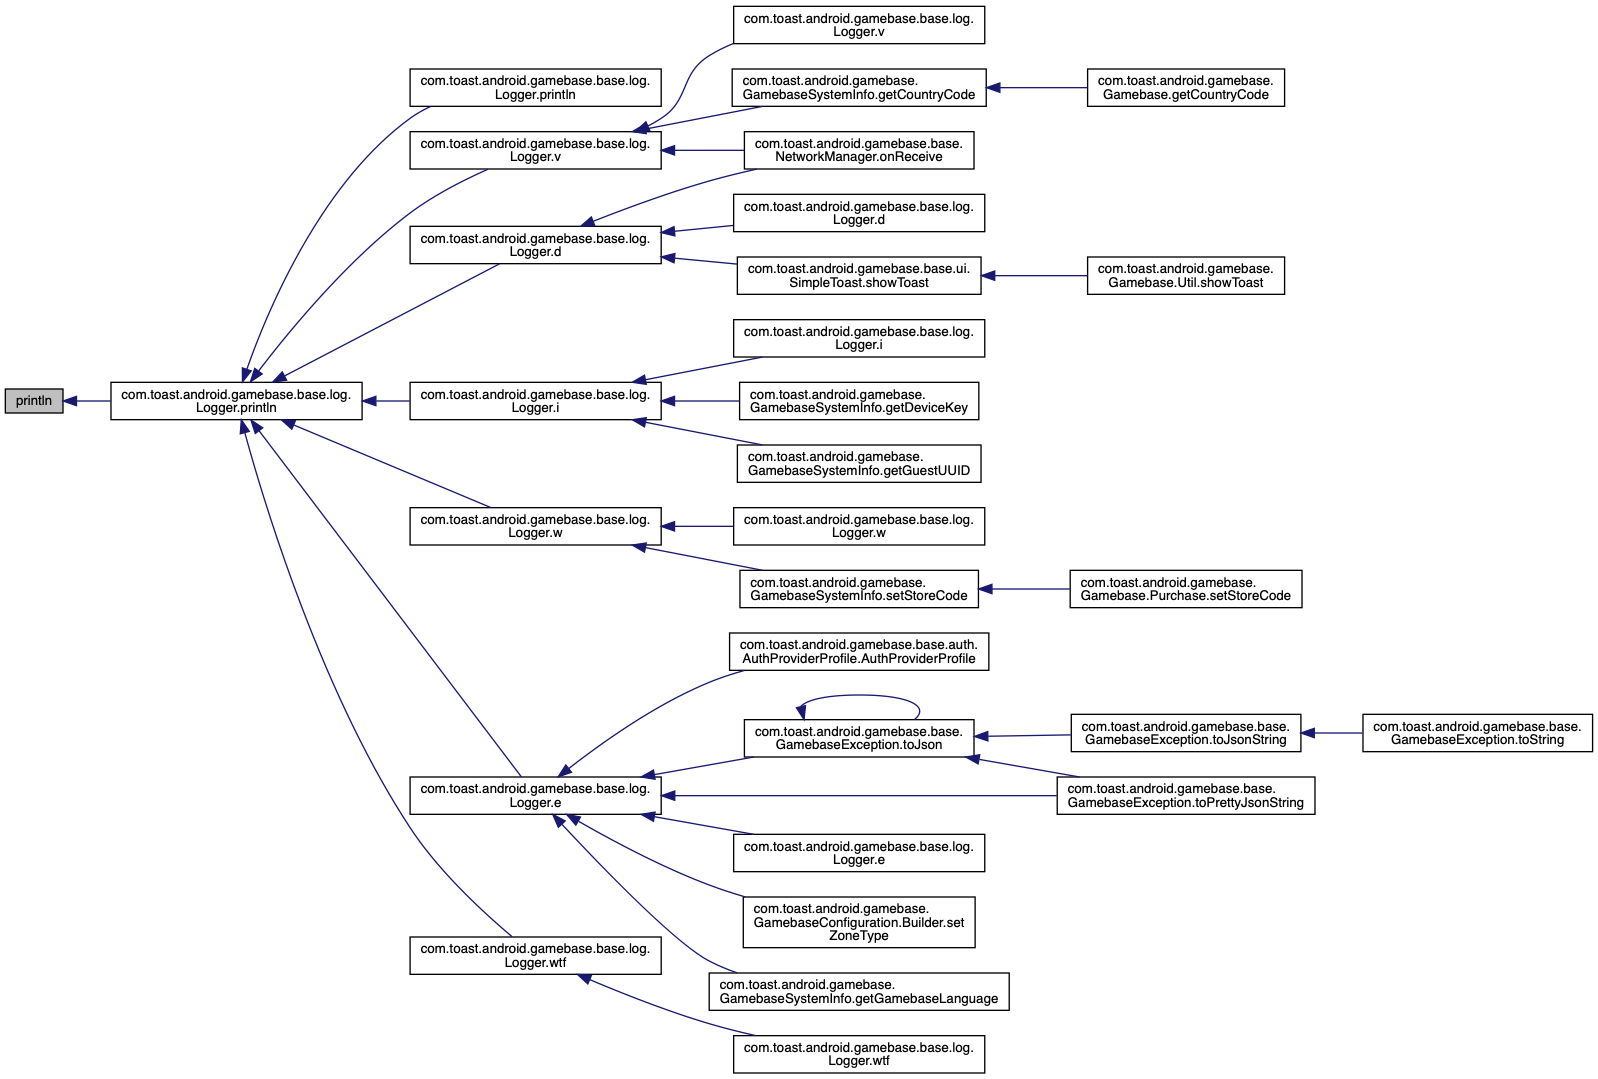 println
com.toast.android.gamebase.base.log.
Logger.println
com.toast.android.gamebase.base.log.
Logger.println
com.toast.android.gamebase.base.log.
Logger.v
com.toast.android.gamebase.base.log.
Logger.v
com.toast.android.gamebase.
GamebaseSystemInfo.getCountryCode
com.toast.android.gamebase.
Gamebase.getCountryCode
com.toast.android.gamebase.base.
NetworkManager.onReceive
com.toast.android.gamebase.base.log.
Logger.d
com.toast.android.gamebase.base.log.
Logger.d
com.toast.android.gamebase.base.ui.
SimpleToast.showToast
com.toast.android.gamebase.
Gamebase.Util.showToast
com.toast.android.gamebase.base.log.
Logger.i
com.toast.android.gamebase.base.log.
Logger.i
com.toast.android.gamebase.
GamebaseSystemInfo.getDeviceKey
com.toast.android.gamebase.
GamebaseSystemInfo.getGuestUUID
com.toast.android.gamebase.base.log.
Logger.w
com.toast.android.gamebase.base.log.
Logger.w
com.toast.android.gamebase.
GamebaseSystemInfo.setStoreCode
com.toast.android.gamebase.
Gamebase.Purchase.setStoreCode
com.toast.android.gamebase.base.log.
Logger.e
com.toast.android.gamebase.base.auth.
AuthProviderProfile.AuthProviderProfile
com.toast.android.gamebase.base.
GamebaseException.toJson
com.toast.android.gamebase.base.
GamebaseException.toJsonString
com.toast.android.gamebase.base.
GamebaseException.toString
com.toast.android.gamebase.base.
GamebaseException.toPrettyJsonString
com.toast.android.gamebase.base.log.
Logger.e
com.toast.android.gamebase.
GamebaseConfiguration.Builder.set
ZoneType
com.toast.android.gamebase.
GamebaseSystemInfo.getGamebaseLanguage
com.toast.android.gamebase.base.log.
Logger.wtf
com.toast.android.gamebase.base.log.
Logger.wtf